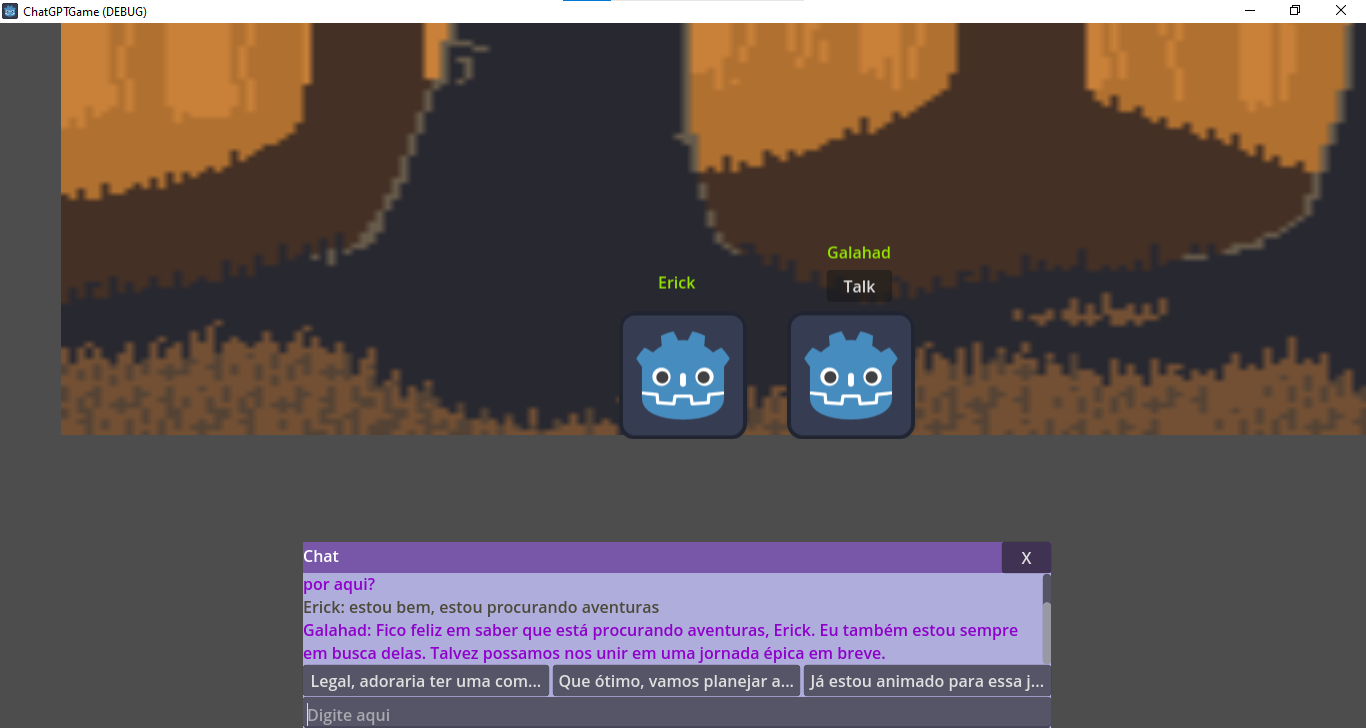 ChatGPTGame (DEBUG)
Galahad
Erick
Talk
Chat
X
por aqui?
Erick: estou bem, estou procurando aventuras
Galahad: Fico feliz em saber que está procurando aventuras, Erick. Eu também estou sempre
em busca delas. Talvez possamos nos unir em uma jornada épica em breve.
Legal, adoraria ter uma com...
Que ótimo, vamos planejar a...
Já estou animado para essa j...
Digite aqui